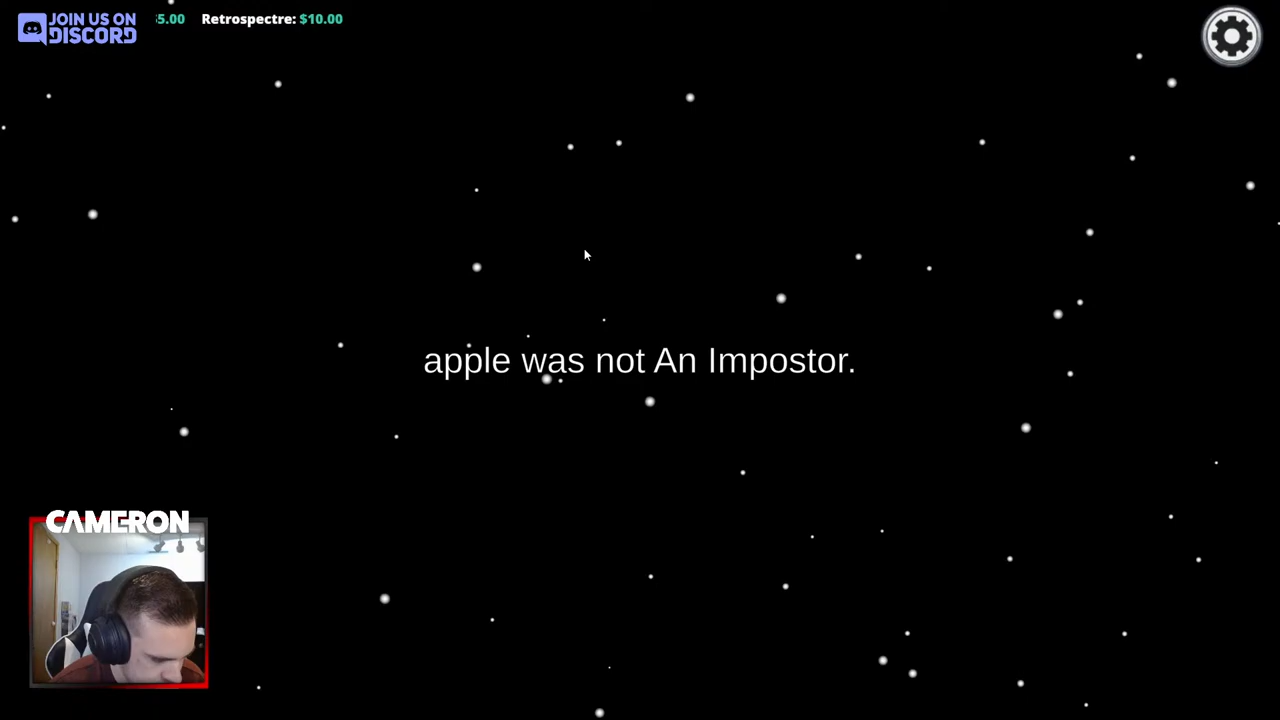 JOIN US ON
DISCORD
5.00 Retrospectre: $10.00
apple was not An Impostor.
CAMERON